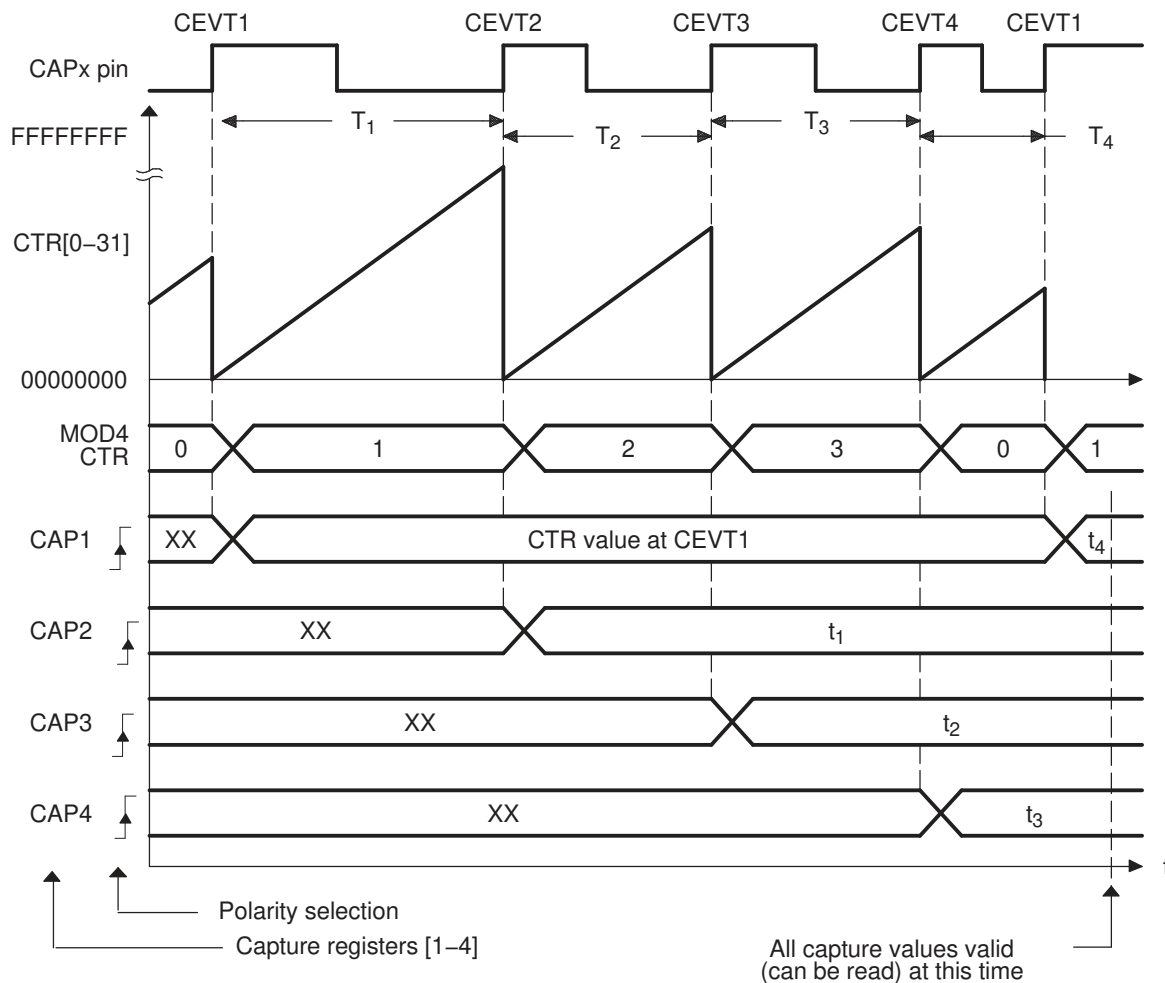 CEVT1 CEVT2 CEVT3 CEVT4 CEVT1
CAPx pin
T1 T2 T3 T4
FFFFFFFF
CTR[0−31]
00000000
MOD4
CTR
0 1 2 3 0 1
CAP1 XX CTR value at CEVT1 t4
CAP2 XX t1
CAP3 XX t2
CAP4 XX t3
t
Polarity selection
Capture registers [1−4]
All capture values valid
(can be read) at this time